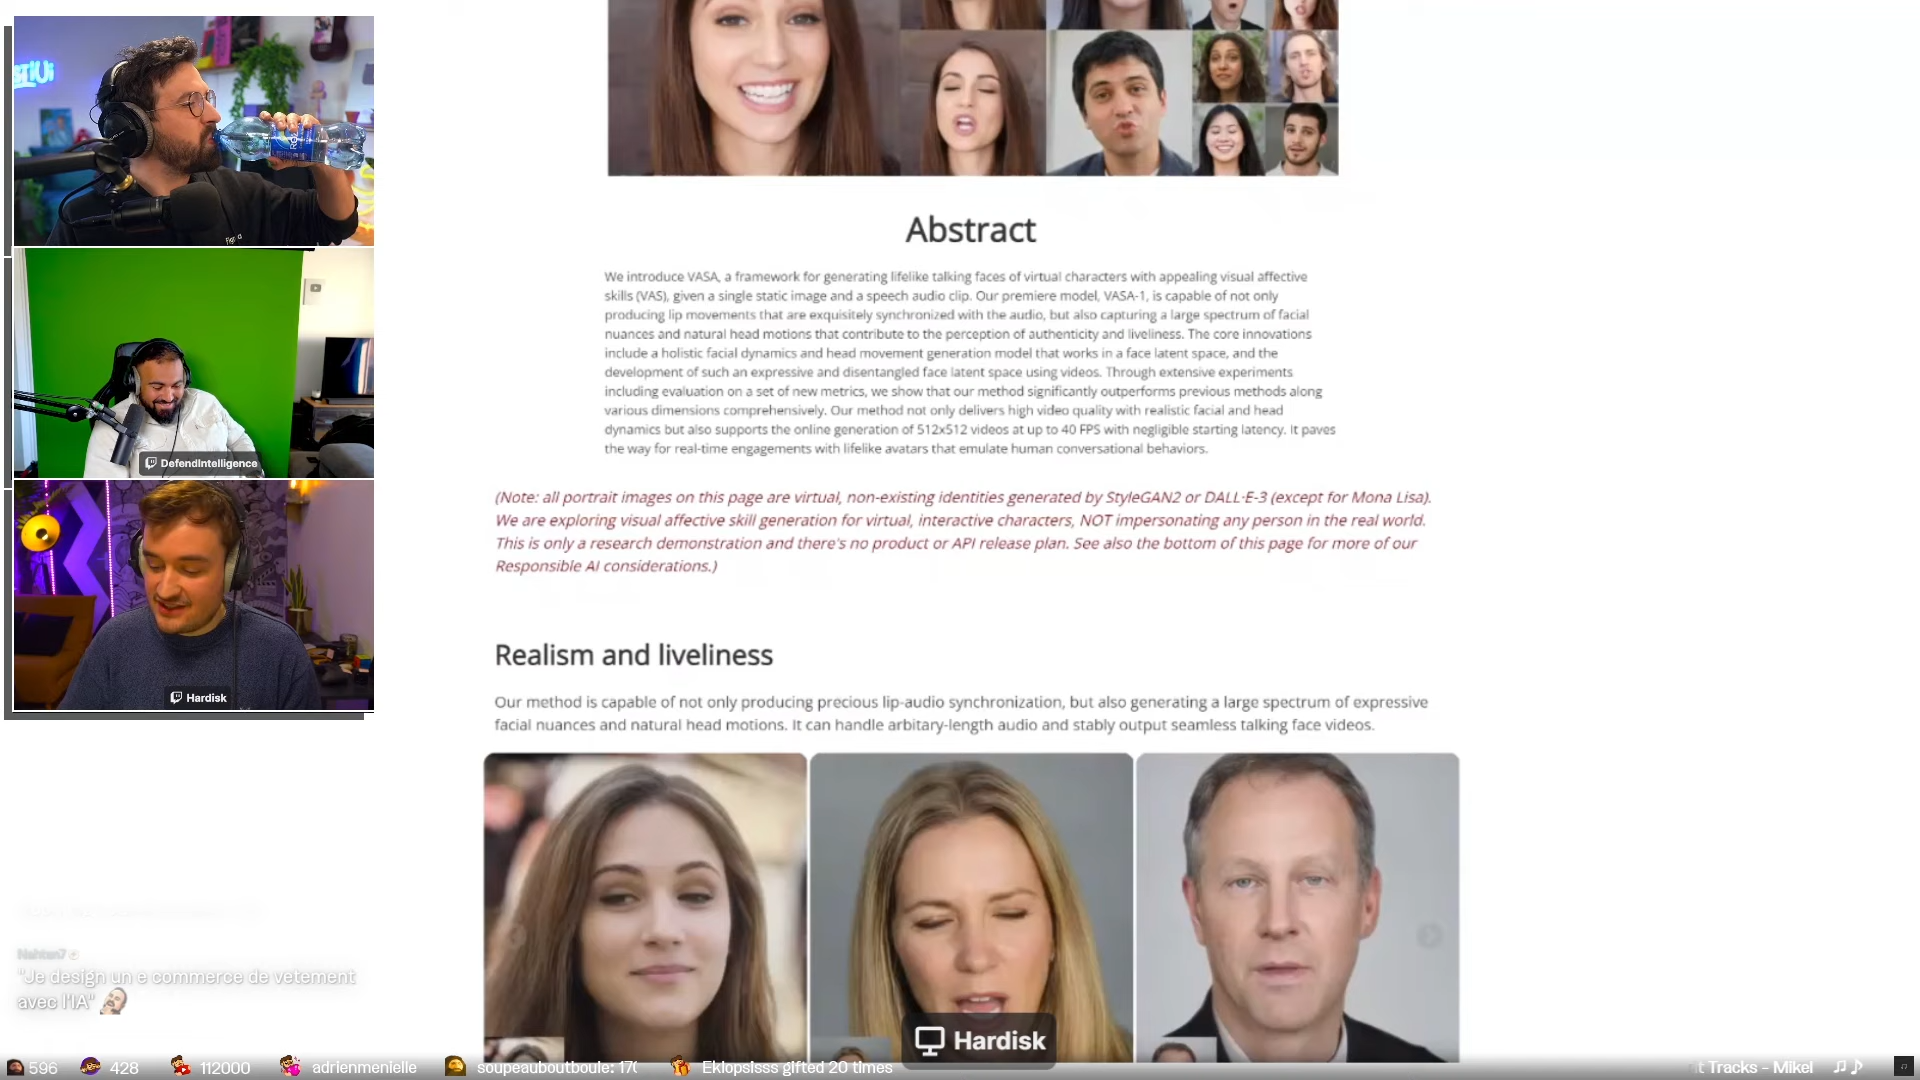 Abstract
We introduce VASA, a framework for generating lifelike talking faces of virtual characters with appealing visual affective
skills (VAS), given a single static image and a speech audio clip. Our premiere model, VASA-1, is capable of not only
producing lip movements that are exquisitely synchronized with the audio, but also capturing a large spectrum of facial
nuances and natural head motions that contribute to the perception of authenticity and liveliness. The core innovations
include a holistic facial dynamics and head movement generation model that works in a face latent space, and the
development of such an expressive and disentangled face latent space using videos. Through extensive experiments
including evaluation on a set of new metrics, we show that our method significantly outperforms previous methods along
various dimensions comprehensively. Our method not only delivers high video quality with realistic facial and head
dynamics but also supports the online generation of 512x512 videos at up to 40 FPS with negligible starting latency. It paves
the way for real-time engagements with lifelike avatars that emulate human conversational behaviors.
(Note: all portrait images on this page are virtual, non-existing identities generated by StyleGAN2 or DALL·E-3 (except for Mona Lisa).
We are exploring visual affective skill generation for virtual, interactive characters, NOT impersonating any person in the real world.
This is only a research demonstration and there's no product or API release plan. See also the bottom of this page for more of our
Responsible AI considerations.)
Realism and liveliness
Our method is capable of not only producing precious lip-audio synchronization, but also generating a large spectrum of expressive
facial nuances and natural head motions. It can handle arbitary-length audio and stably output seamless talking face videos.
DefendIntelligence
Hardisk
Hardisk
Nahtan7
"Je design un e commerce de vetement
avec l'IA"
596 428 112000 adrienmenielle soupeauboutboule: 17 Eklopsisss gifted 20 times
t Tracks - Mikel